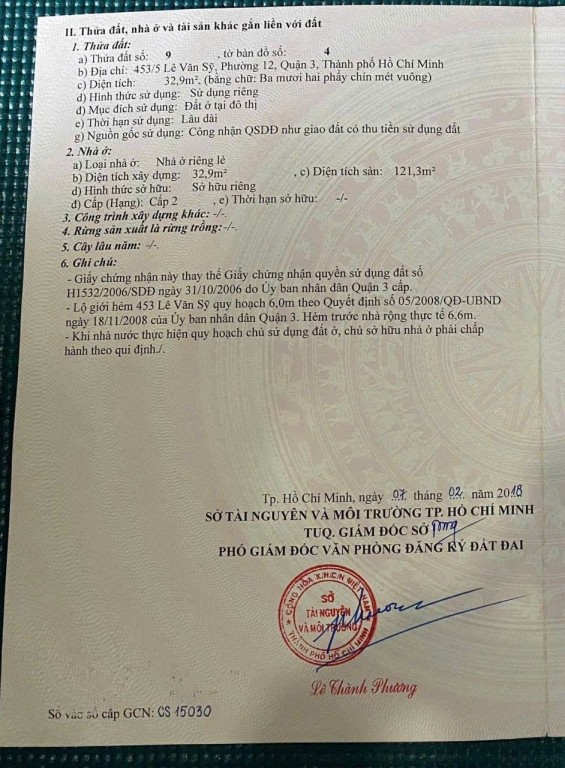 II. Thửa đất, nhà ở và tài sản khác gắn liền với đất
1. Thửa đất:
a) Thửa đất số: 9 , tờ bản đồ số: 4
b) Địa chỉ: 453/5 Lê Văn Sỹ, Phường 12, Quận 3, Thành phố Hồ Chí Minh
c) Diện tích: 32,9m², (bằng chữ: Ba mươi hai phẩy chín mét vuông)
d) Hình thức sử dụng: Sử dụng riêng
đ) Mục đích sử dụng: Đất ở tại đô thị
e) Thời hạn sử dụng: Lâu dài
g) Nguồn gốc sử dụng: Công nhận QSDĐ như giao đất có thu tiền sử dụng đất
2. Nhà ở:
a) Loại nhà ở: Nhà ở riêng lẻ
b) Diện tích xây dựng: 32,9m² , c) Diện tích sàn: 121,3m²
d) Hình thức sở hữu: Sở hữu riêng
đ) Cấp (Hạng): Cấp 2 , e) Thời hạn sở hữu: -/-
3. Công trình xây dựng khác: -/-.
4. Rừng sản xuất là rừng trồng:-/-.
5. Cây lâu năm: -/-.
6. Ghi chú:
- Giấy chứng nhận này thay thế Giấy chứng nhận quyền sử dụng đất số
H1532/2006/SDĐ ngày 31/10/2006 do Ủy ban nhân dân Quận 3 cấp.
- Lộ giới hẻm 453 Lê Văn Sỹ quy hoạch 6,0m theo Quyết định số 05/2008/QĐ-UBND
ngày 18/11/2008 của Ủy ban nhân dân Quận 3. Hẻm trước nhà rộng thực tế 6,6m.
- Khi nhà nước thực hiện quy hoạch chủ sử dụng đất ở, chủ sở hữu nhà ở phải chấp
hành theo qui định./.
Tp. Hồ Chí Minh, ngày 07 tháng 02 năm 2018
SỞ TÀI NGUYÊN VÀ MÔI TRƯỜNG TP. HỒ CHÍ MINH
TUQ. GIÁM ĐỐC SỞ
PHÓ GIÁM ĐỐC VĂN PHÒNG ĐĂNG KÝ ĐẤT ĐAI
CỘNG HÒA X.H.C.N VIỆT NAM
SỞ
TÀI NGUYÊN
VÀ MÔI TRƯỜNG
THÀNH PHỐ HỒ CHÍ MINH
Lê Thành Phương
Số vào sổ cấp GCN: CS 15030